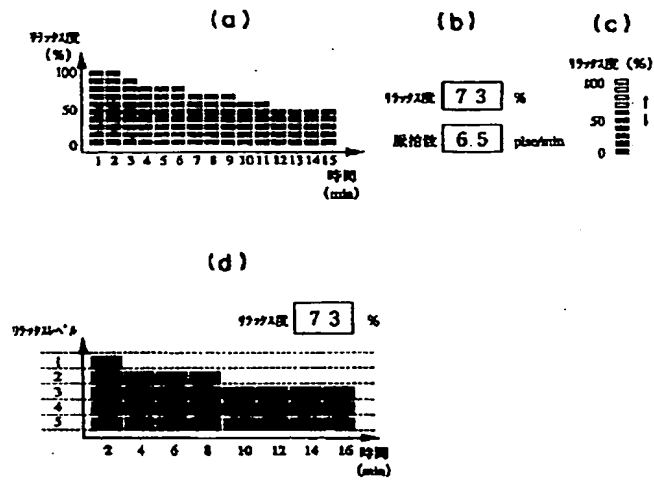 (a)
リラックス度
(%)
100
50
0
1 2 3 4 5 6 7 8 9 10 11 12 13 14 15
時間
(min)
(b)
リラックス度 73 %
脈拍数 6.5 plse/min
(c)
リラックス度 (%)
100
50
0
↑
↓
(d)
リラックス度 73 %
リラックスレベル
1
2
3
4
5
2 4 6 8 10 12 14 16 時間
(min)